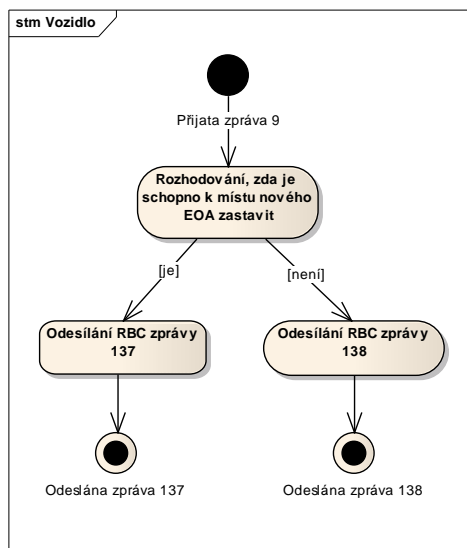 stm Vozidlo
Přijata zpráva 9
Rozhodování, zda je
schopno k místu nového
EOA zastavit
[je]
[není]
Odesílání RBC zprávy
137
Odesílání RBC zprávy
138
Odeslána zpráva 137
Odeslána zpráva 138